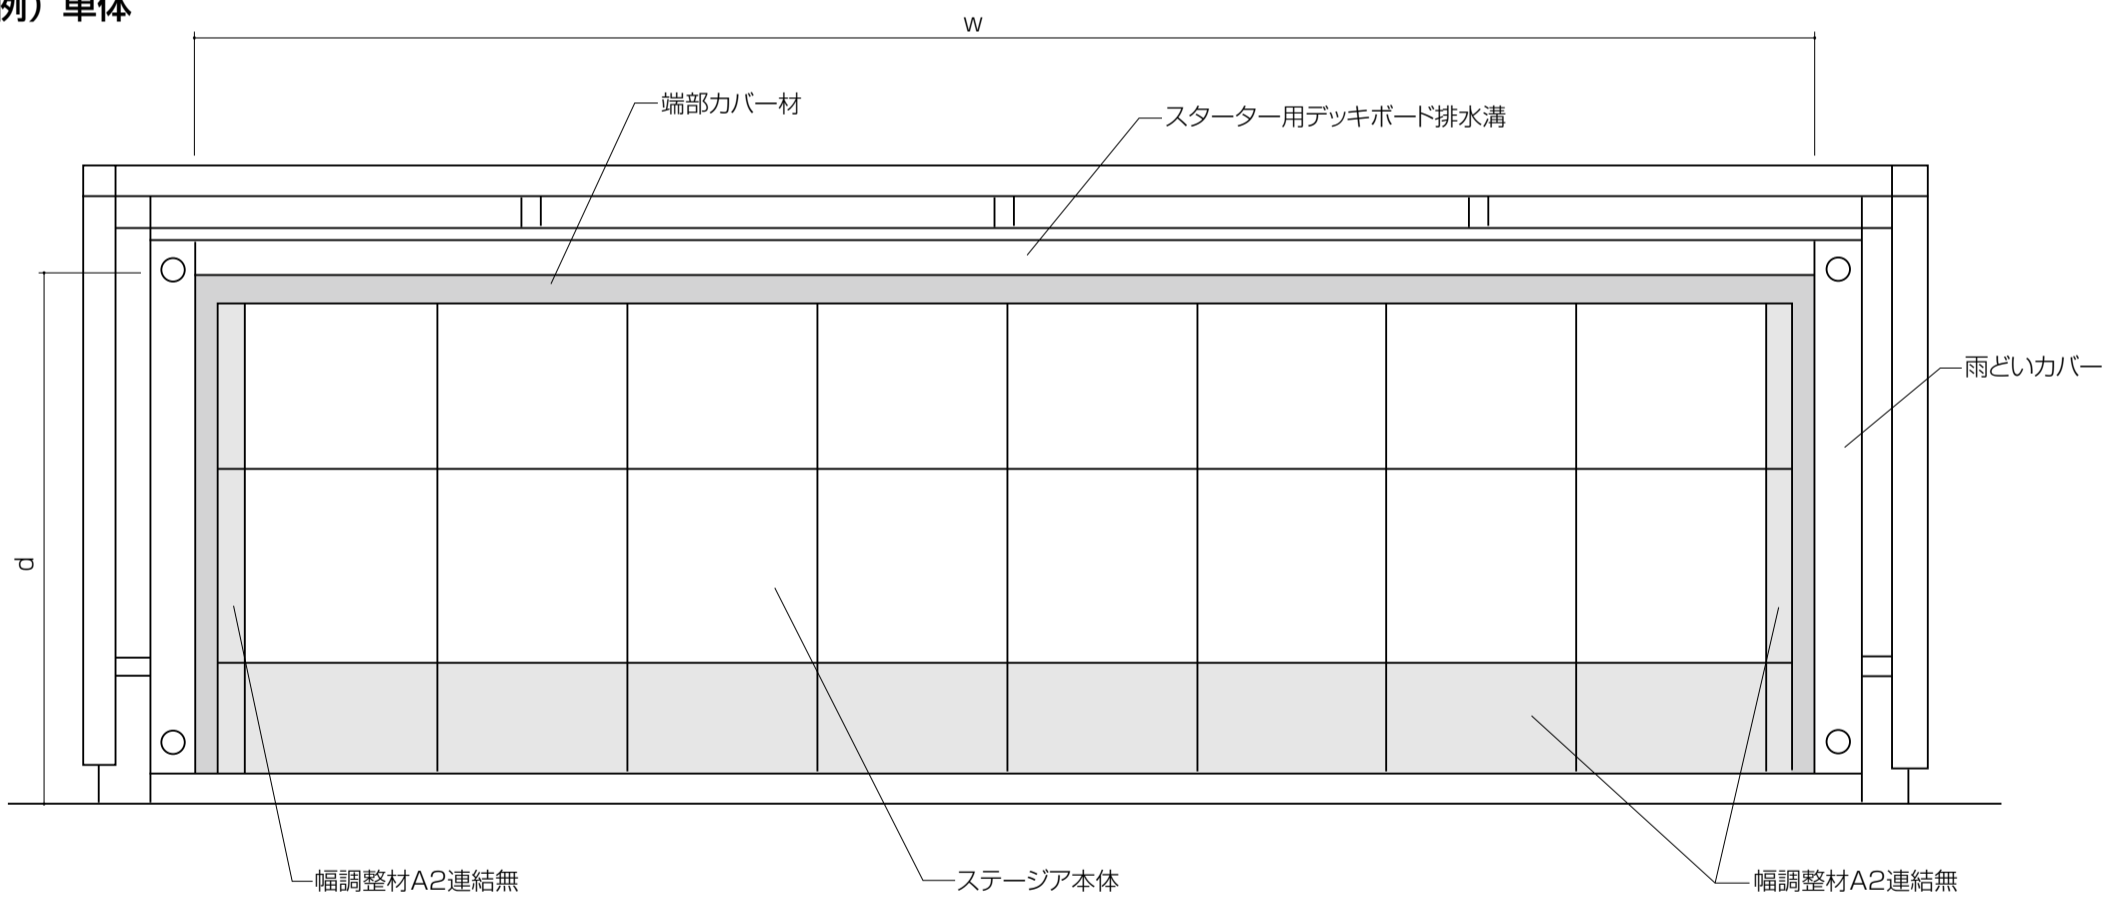 例）単体
w
端部カバー材
スターター用デッキボード排水溝
雨どいカバー
d
幅調整材A2連結無
ステージア本体
幅調整材A2連結無